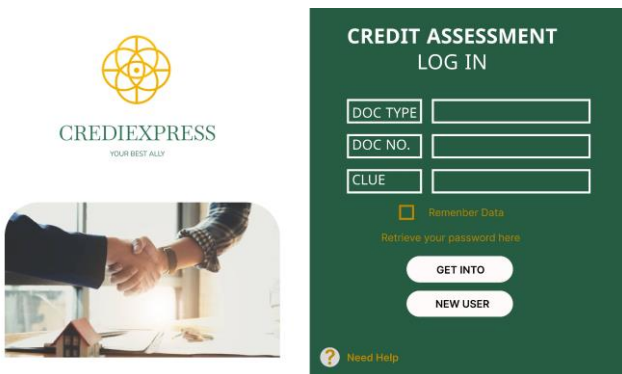 CREDIEXPRESS
YOUR BEST ALLY
CREDIT ASSESSMENT
LOG IN
DOC TYPE
DOC NO.
CLUE
Remenber Data
Retrieve your password here
GET INTO
NEW USER
? Need Help